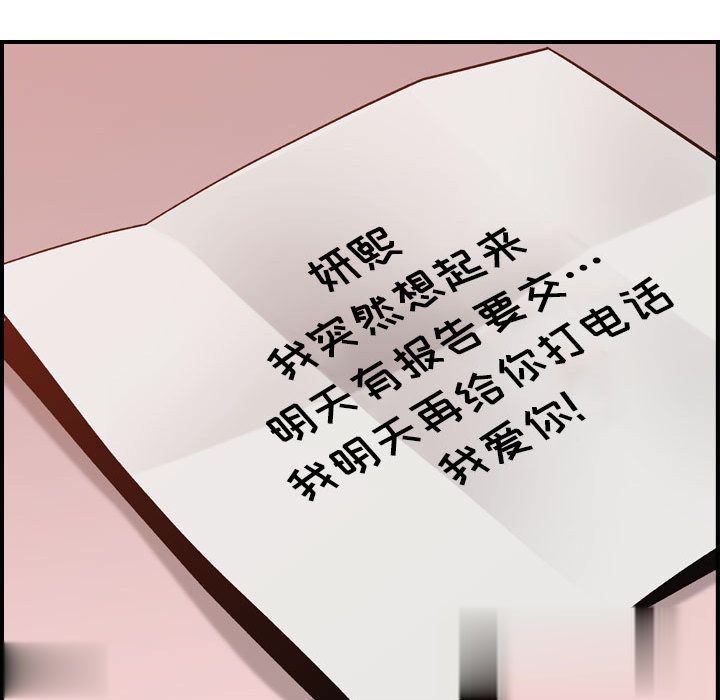 妍熙
我突然想起来
明天有报告要交…
我明天再给你打电话
我爱你!